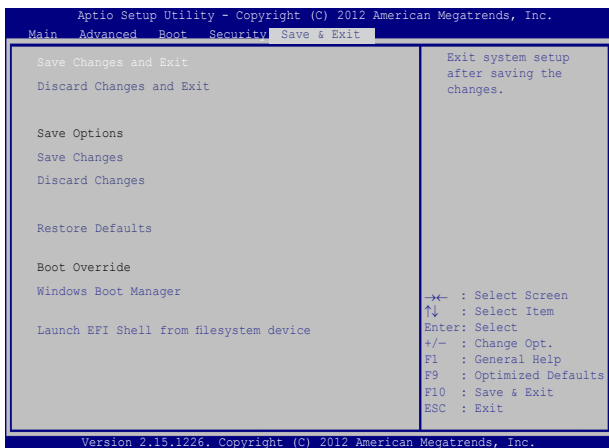 Aptio Setup Utility - Copyright (C) 2012 American Megatrends, Inc.
Main Advanced Boot Security Save & Exit
Save Changes and Exit
Discard Changes and Exit
Save Options
Save Changes
Discard Changes
Restore Defaults
Boot Override
Windows Boot Manager
Launch EFI Shell from filesystem device
Exit system setup
after saving the
changes.
→← : Select Screen
↑↓ : Select Item
Enter: Select
+/— : Change Opt.
F1 : General Help
F9 : Optimized Defaults
F10 : Save & Exit
ESC : Exit
Version 2.15.1226. Copyright (C) 2012 American Megatrends, Inc.